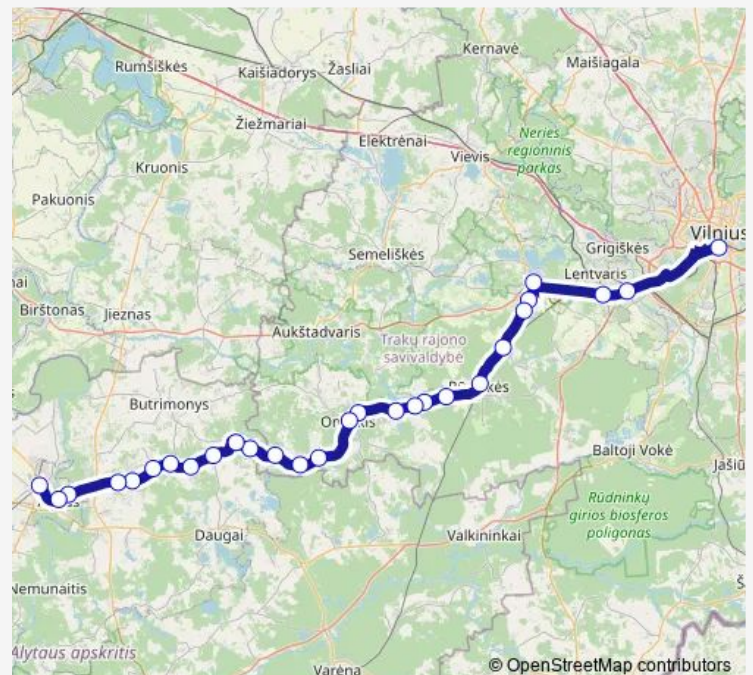 Kernavė
Rumšiškės
Kaišiadorys
Žasliai
Maišiagala
Žiežmariai
Elektrėnai
Vievis
Neries
regioninis
parkas
Kruonis
Pakuonis
Vilnius
Semeliškės
Grigiškės
Lentvaris
Birštonas
Jieznas
Aukštadvaris
Trakų rajono
savivaldybė
Butrimonys
Baltoji Vokė
Jašiū
Rūdninkų
girios biosferos
poligonas
Daugai
Valkininkai
Nemunaitis
Alytaus apskritis
Varėna
© OpenStreetMap contributors